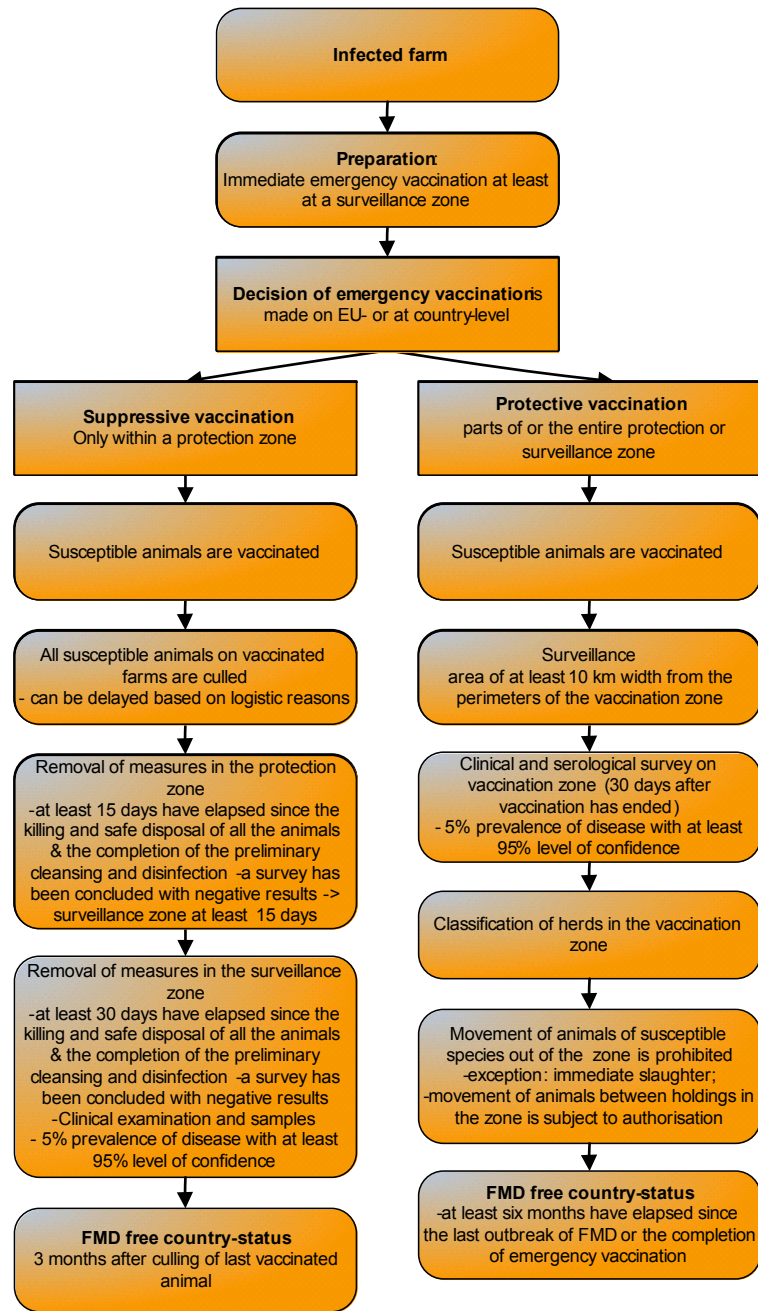 Infected farm
Preparation:
Immediate emergency vaccination at least
at a surveillance zone
Decision of emergency vaccination is
made on EU- or at country-level
Suppressive vaccination
Only within a protection zone
Susceptible animals are vaccinated
All susceptible animals on vaccinated
farms are culled
- can be delayed based on logistic reasons
Removal of measures in the protection
zone
-at least 15 days have elapsed since the
killing and safe disposal of all the animals
& the completion of the preliminary
cleansing and disinfection -a survey has
been concluded with negative results ->
surveillance zone at least 15 days
Removal of measures in the surveillance
zone
-at least 30 days have elapsed since the
killing and safe disposal of all the animals
& the completion of the preliminary
cleansing and disinfection -a survey has
been concluded with negative results
-Clinical examination and samples
- 5% prevalence of disease with at least
95% level of confidence
FMD free country-status
3 months after culling of last vaccinated
animal
Protective vaccination
parts of or the entire protection or
surveillance zone
Susceptible animals are vaccinated
Surveillance
area of at least 10 km width from the
perimeters of the vaccination zone
Clinical and serological survey on
vaccination zone (30 days after
vaccination has ended)
- 5% prevalence of disease with at least
95% level of confidence
Classification of herds in the vaccination
zone
Movement of animals of susceptible
species out of the zone is prohibited
-exception: immediate slaughter;
-movement of animals between holdings in
the zone is subject to authorisation
FMD free country-status
-at least six months have elapsed since
the last outbreak of FMD or the completion
of emergency vaccination